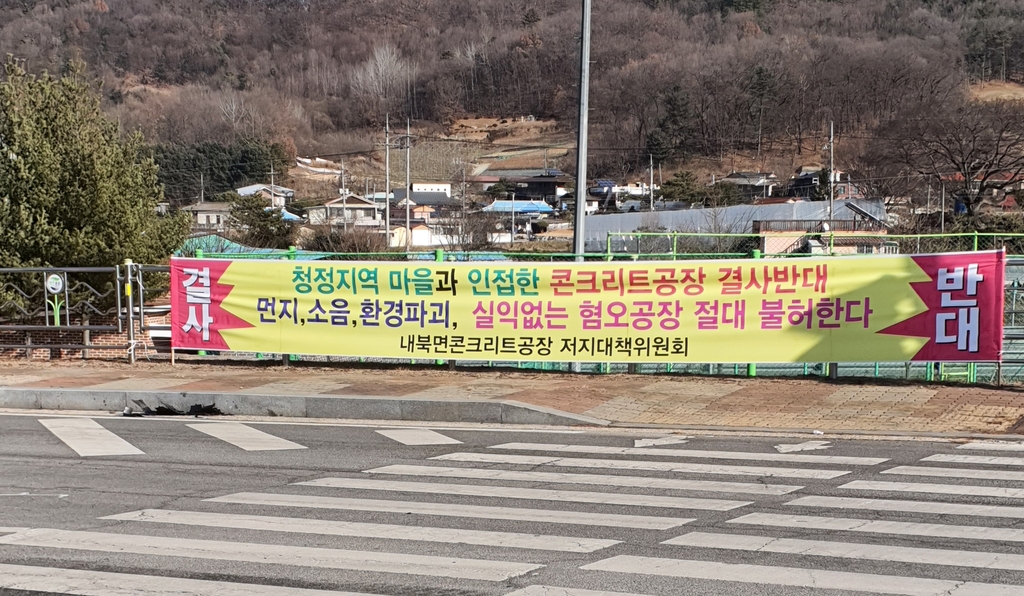 결사
청정지역 마을과 인접한 콘크리트공장 결사반대
먼지,소음,환경파괴, 실익없는 혐오공장 절대 불허한다
내북면콘크리트공장 저지대책위원회
반대